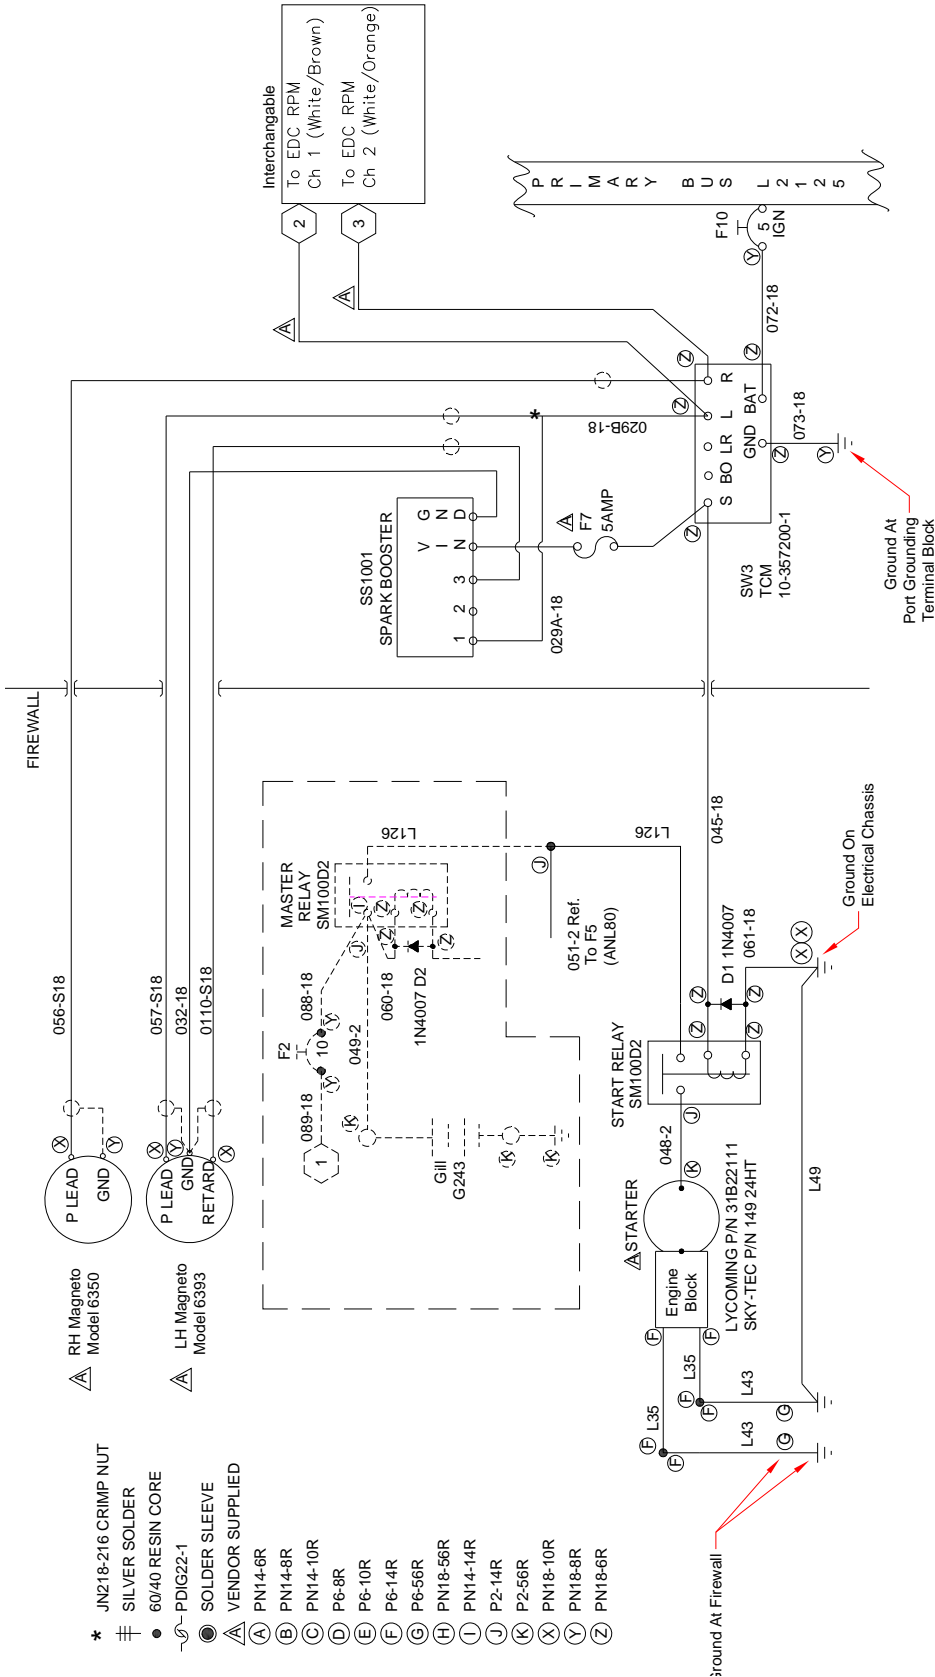 Interchangable
To EDC RPM
Ch 1 (White/Brown)
To EDC RPM
Ch 2 (White/Orange)
2
3
A
A
PRIMARY BUS L2125
F10
5
IGN
Y
072-18
Z
Z
Z
R
L
LR
BO
S
BAT
GND
Z
073-18
Y
Z
SW3
TCM
10-357200-1
Ground At
Port Grounding
Terminal Block
*
029B-18
A
F7
5AMP
SS1001
SPARK BOOSTER
GND
VIN
3
2
1
029A-18
FIREWALL
056-S18
057-S18
032-18
0110-S18
045-18
X
Y
P LEAD
GND
X
Y
X
P LEAD
GND
RETARD
A
RH Magneto
Model 6350
A
LH Magneto
Model 6393
MASTER
RELAY
SM100D2
L126
I
Z
Z
Z
Z
J
088-18
060-18
1N4007 D2
F2
10
Y
Y
049-2
089-18
1
K
Gill
G243
K
K
J
L126
051-2 Ref.
To F5
(ANL80)
START RELAY
SM100D2
Z
Z
Z
Z
D1 1N4007
061-18
X
X
Ground On
Electrical Chassis
J
048-2
K
A
STARTER
Engine
Block
LYCOMING P/N 31B22111
SKY-TEC P/N 149 24HT
L49
F
F
L35
L35
F
F
F
F
L43
L43
G
G
Ground At Firewall
* JN218-216 CRIMP NUT
SILVER SOLDER
60/40 RESIN CORE
PDIG22-1
SOLDER SLEEVE
A VENDOR SUPPLIED
A PN14-6R
B PN14-8R
C PN14-10R
D P6-8R
E P6-10R
F P6-14R
G P6-56R
H PN18-56R
I PN14-14R
J P2-14R
K P2-56R
X PN18-10R
Y PN18-8R
Z PN18-6R